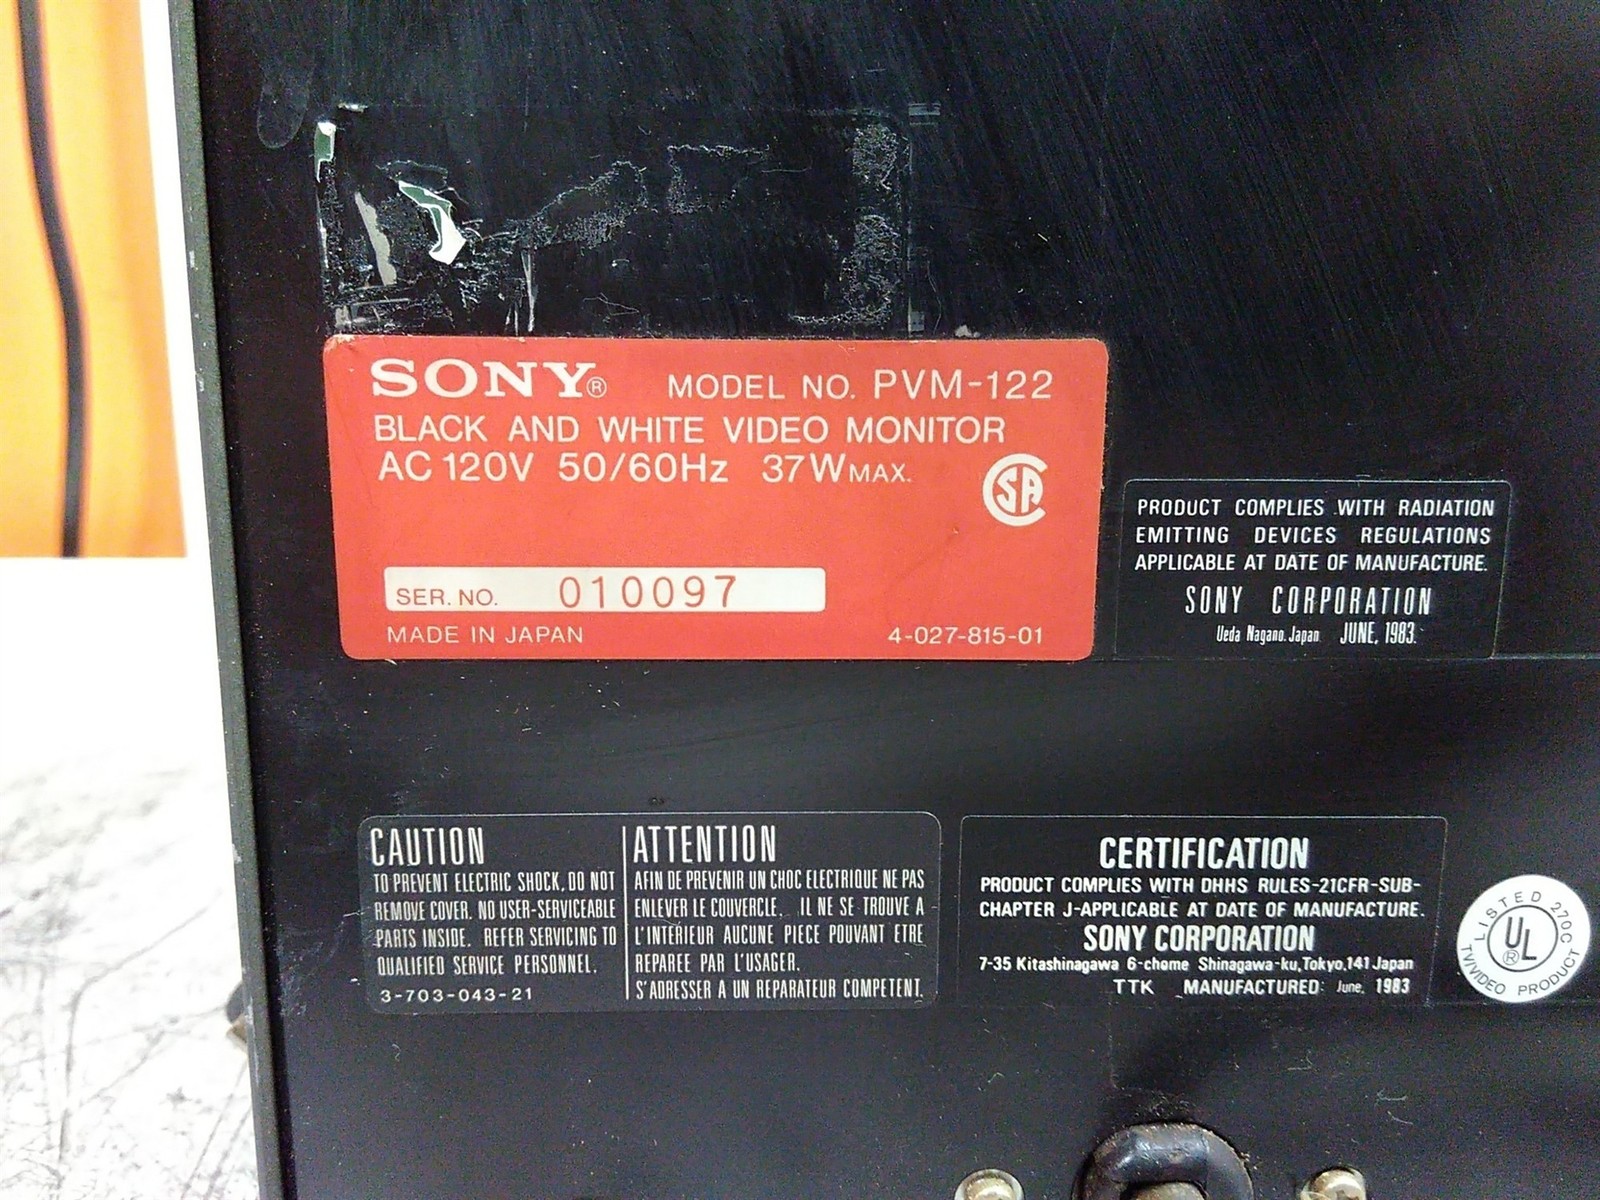 SONY® MODEL NO. PVM-122
BLACK AND WHITE VIDEO MONITOR
AC 120V 50/60Hz 37W MAX.
SA
SER. NO. 010097
MADE IN JAPAN 4-027-815-01
PRODUCT COMPLIES WITH RADIATION
EMITTING DEVICES REGULATIONS
APPLICABLE AT DATE OF MANUFACTURE.
SONY CORPORATION
Ueda Nagano. Japan JUNE, 1983.
CAUTION
TO PREVENT ELECTRIC SHOCK, DO NOT
REMOVE COVER. NO USER-SERVICEABLE
PARTS INSIDE. REFER SERVICING TO
QUALIFIED SERVICE PERSONNEL.
3-703-043-21
ATTENTION
AFIN DE PREVENIR UN CHOC ELECTRIQUE NE PAS
ENLEVER LE COUVERCLE. IL NE SE TROUVE A
L'INTERIEUR AUCUNE PIECE POUVANT ETRE
REPAREE PAR L'USAGER.
S'ADRESSER A UN REPARATEUR COMPETENT.
CERTIFICATION
PRODUCT COMPLIES WITH DHHS RULES-21CFR-SUB-
CHAPTER J-APPLICABLE AT DATE OF MANUFACTURE.
SONY CORPORATION
7-35 Kitashinagawa 6-chome Shinagawa-ku, Tokyo, 141 Japan
TTK MANUFACTURED: June, 1983
LISTED 270C
UL®
TV/VIDEO PRODUCT